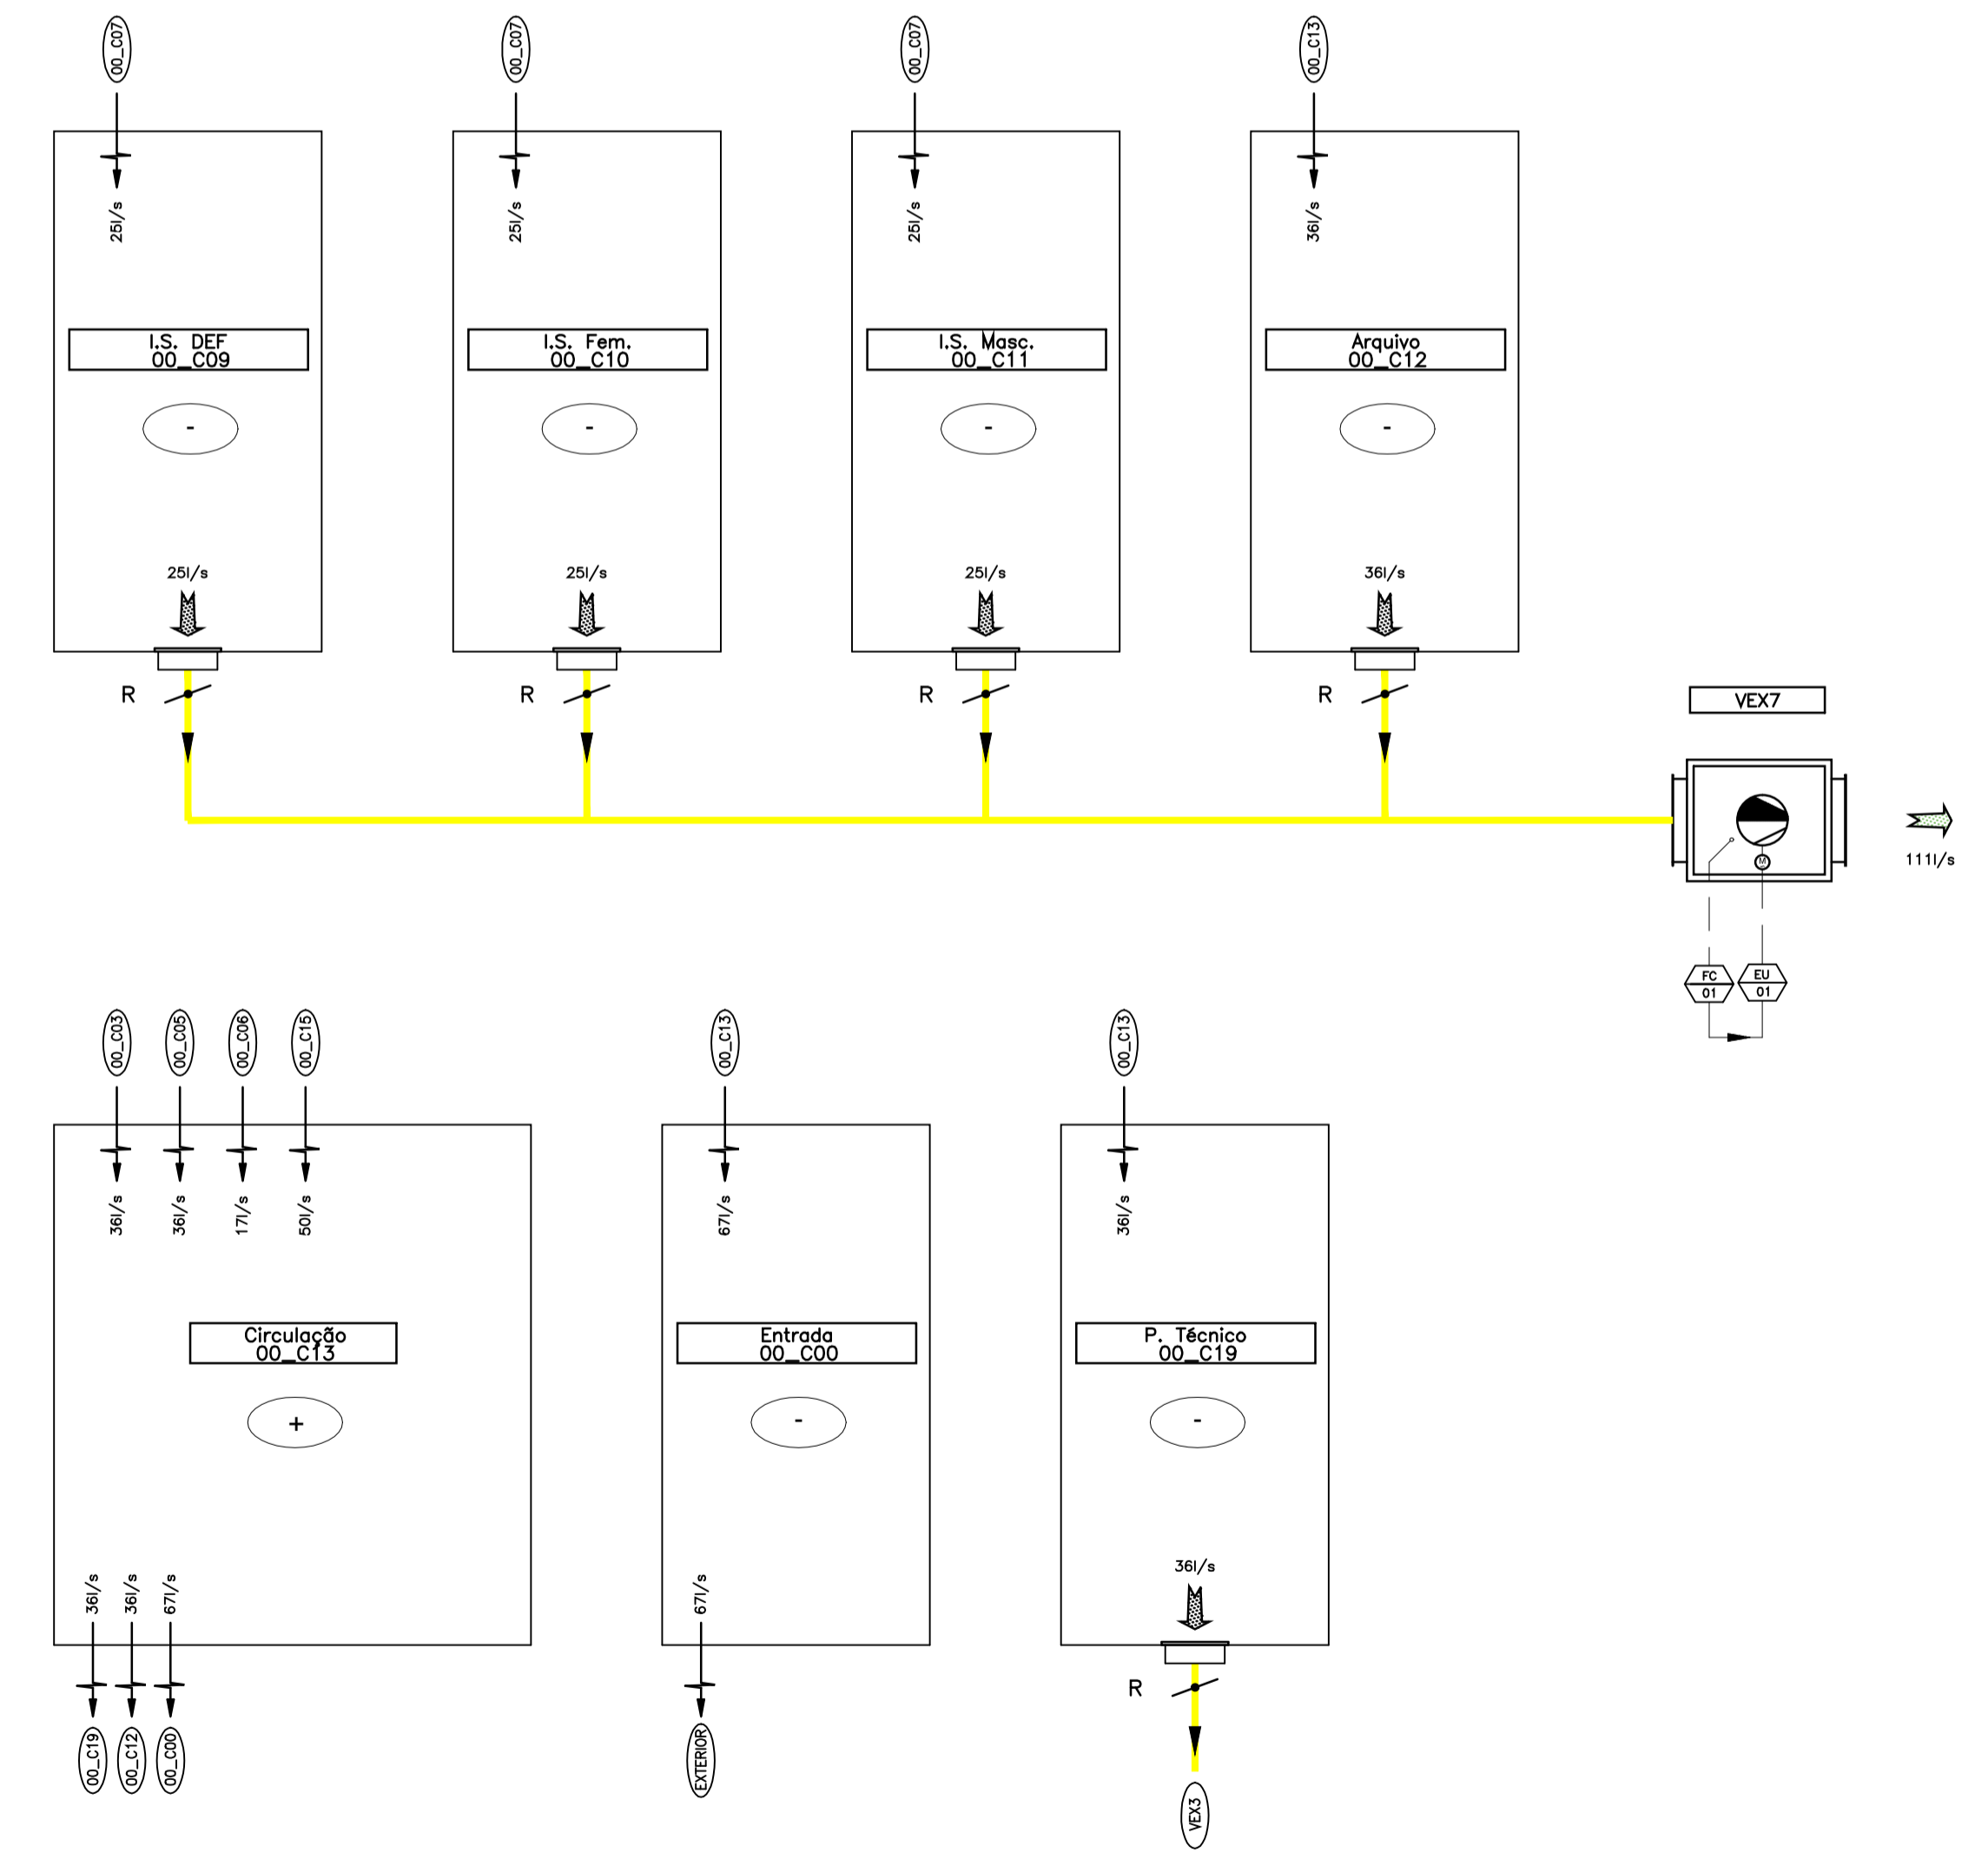 00_C07
00_C07
00_C07
00_C13
25l/s
25l/s
25l/s
36l/s
I.S. DEF
00_C09
I.S. Fem.
00_C10
I.S. Masc.
00_C11
Arquivo
00_C12
-
-
-
-
25l/s
25l/s
25l/s
36l/s
R
R
R
R
VEX7
M
111l/s
FC
01
EU
01
00_C03
00_C05
00_C06
00_C15
00_C13
00_C13
36l/s
36l/s
17l/s
50l/s
67l/s
36l/s
Circulação
00_C13
Entrada
00_C00
P. Técnico
00_C19
+
-
-
36l/s
36l/s
67l/s
67l/s
36l/s
R
00_C19
00_C12
00_C00
EXTERIOR
VEX3